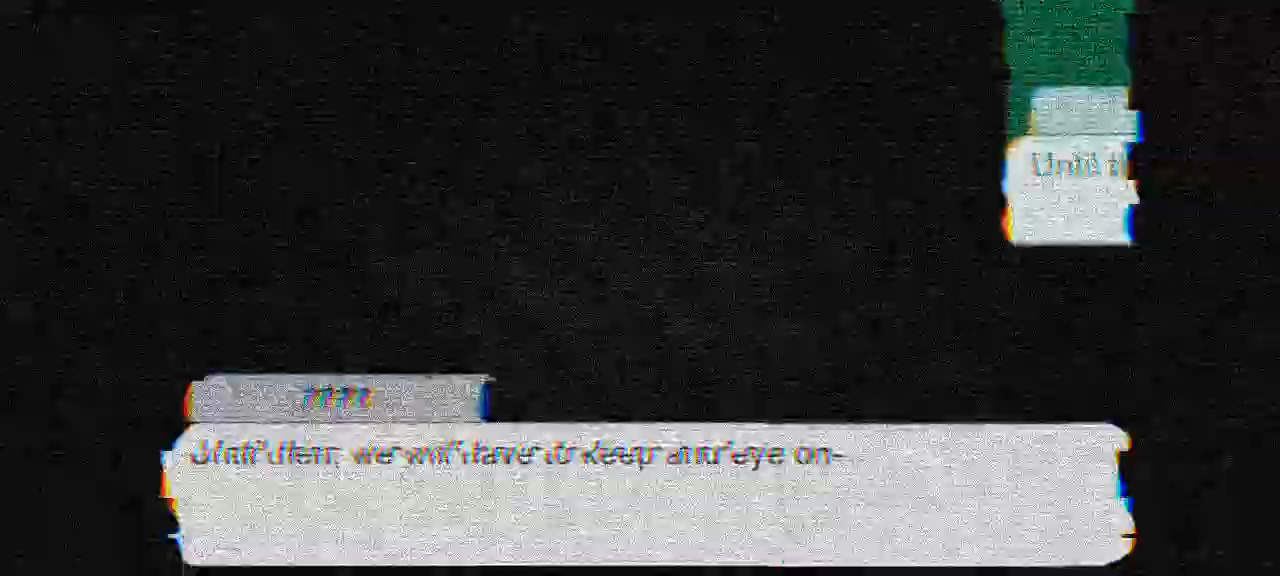 Until t
Until then, we will have to keep an eye on-